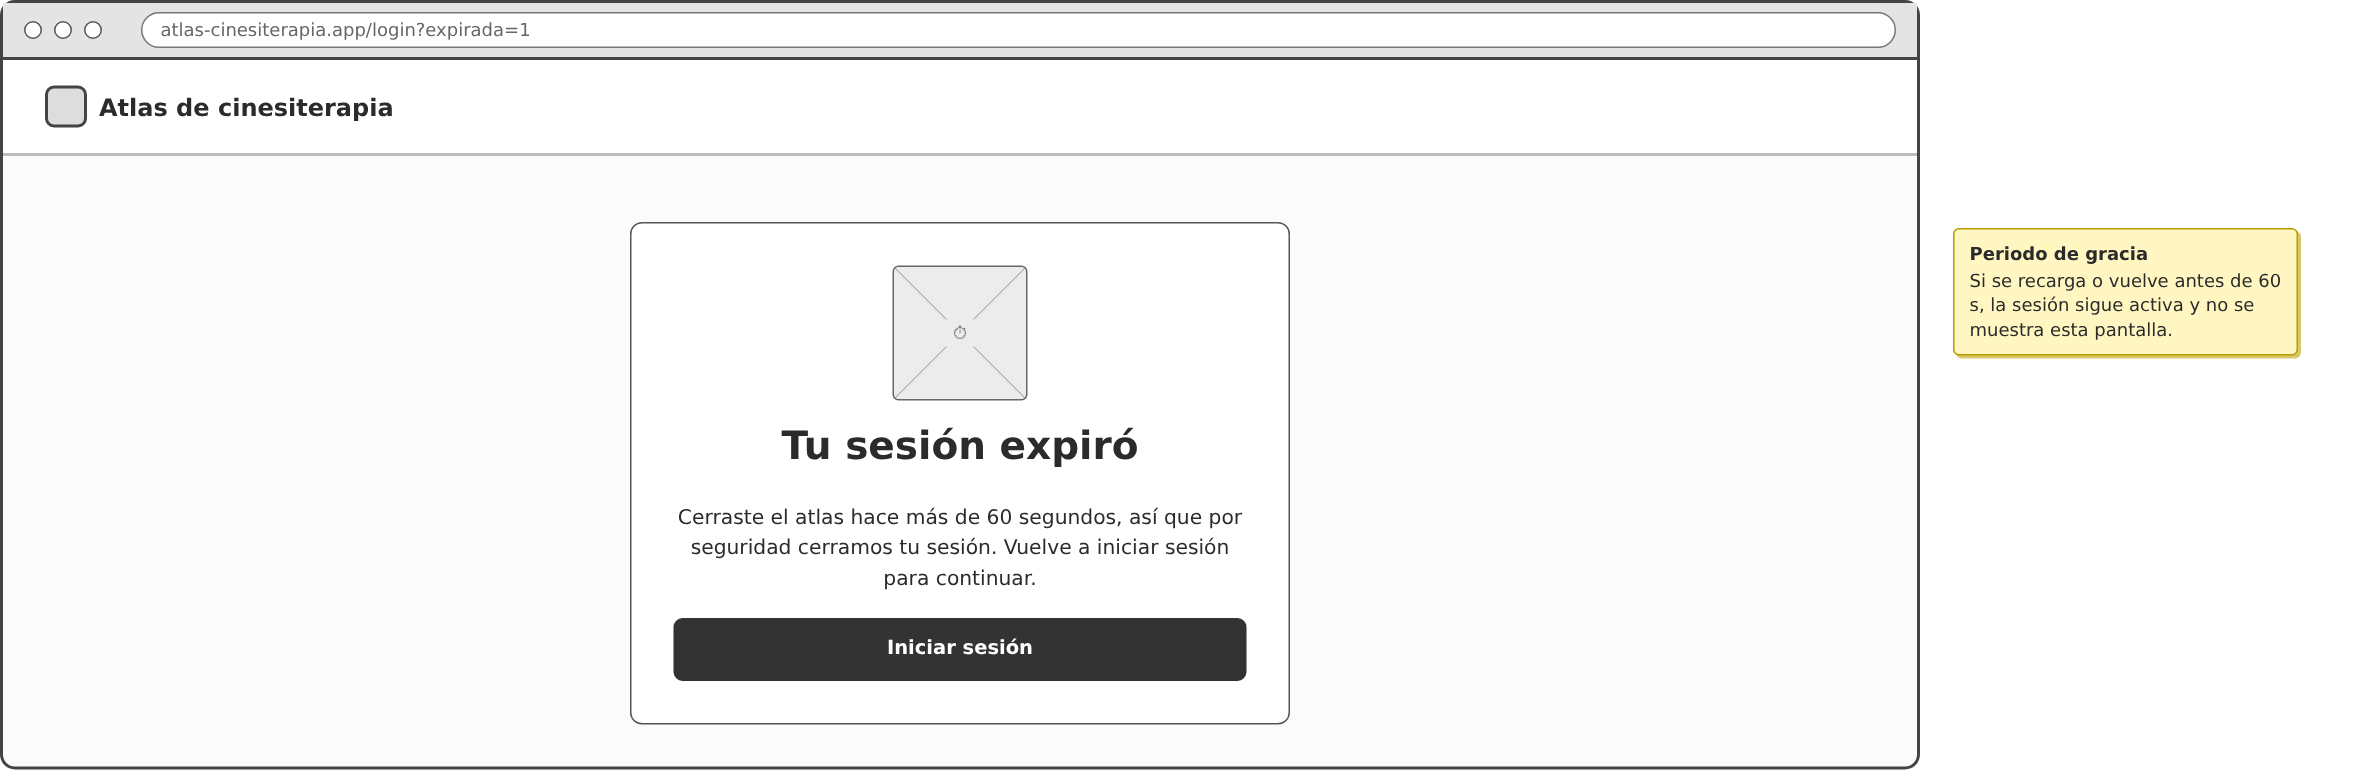 atlas-cinesiterapia.app/login?expirada=1
Atlas de cinesiterapia
Tu sesión expiró
Cerraste el atlas hace más de 60 segundos, así que por
seguridad cerramos tu sesión. Vuelve a iniciar sesión
para continuar.
Iniciar sesión
Periodo de gracia
Si se recarga o vuelve antes de 60
s, la sesión sigue activa y no se
muestra esta pantalla.